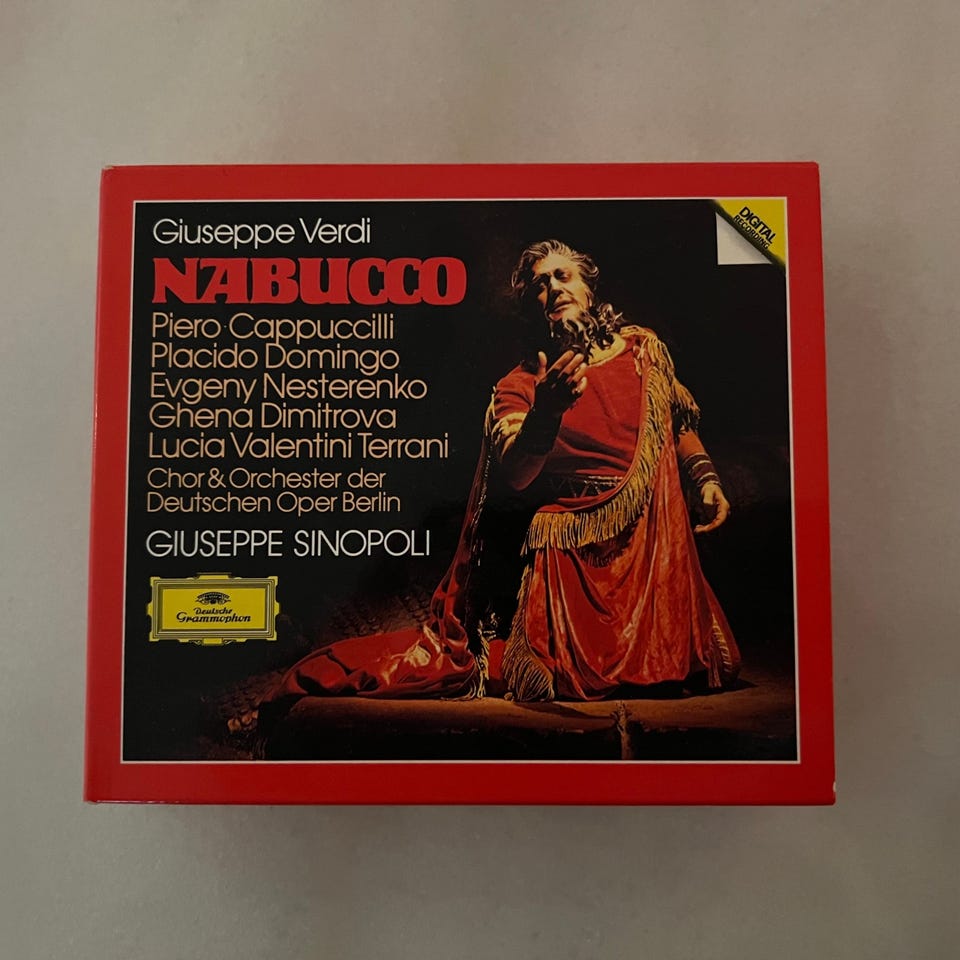 Giuseppe Verdi
NABUCCO
Piero Cappuccilli
Placido Domingo
Evgeny Nesterenko
Ghena Dimitrova
Lucia Valentini Terrani
Chor & Orchester der
Deutschen Oper Berlin
GIUSEPPE SINOPOLI
Deutsche
Grammophon
DIGITAL
RECORDING